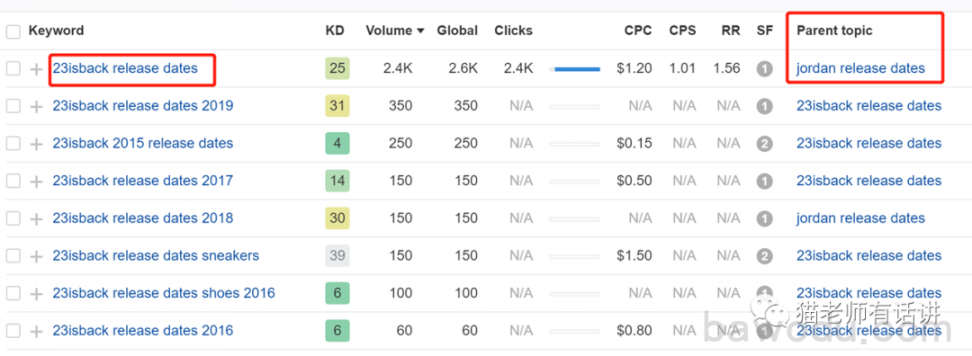 Keyword KD Volume Global Clicks CPC CPS RR SF Parent topic
23isback release dates 25 2.4K 2.6K 2.4K $1.20 1.01 1.56 1 jordan release dates
23isback release dates 2019 31 350 350 N/A N/A N/A N/A 1 23isback release dates
23isback 2015 release dates 4 250 250 N/A $0.15 N/A N/A 2 23isback release dates
23isback release dates 2017 14 150 150 N/A $0.50 N/A N/A 1 23isback release dates
23isback release dates 2018 30 150 150 N/A N/A N/A N/A 1 jordan release dates
23isback release dates sneakers 39 150 150 N/A $1.50 N/A N/A 2 23isback release dates
23isback release dates shoes 2016 6 100 100 N/A N/A N/A N/A 23isback release dates
23isback release dates 2016 6 60 60 N/A $0.80 N/A N/A 1 23isback release dates
猫老师有话讲